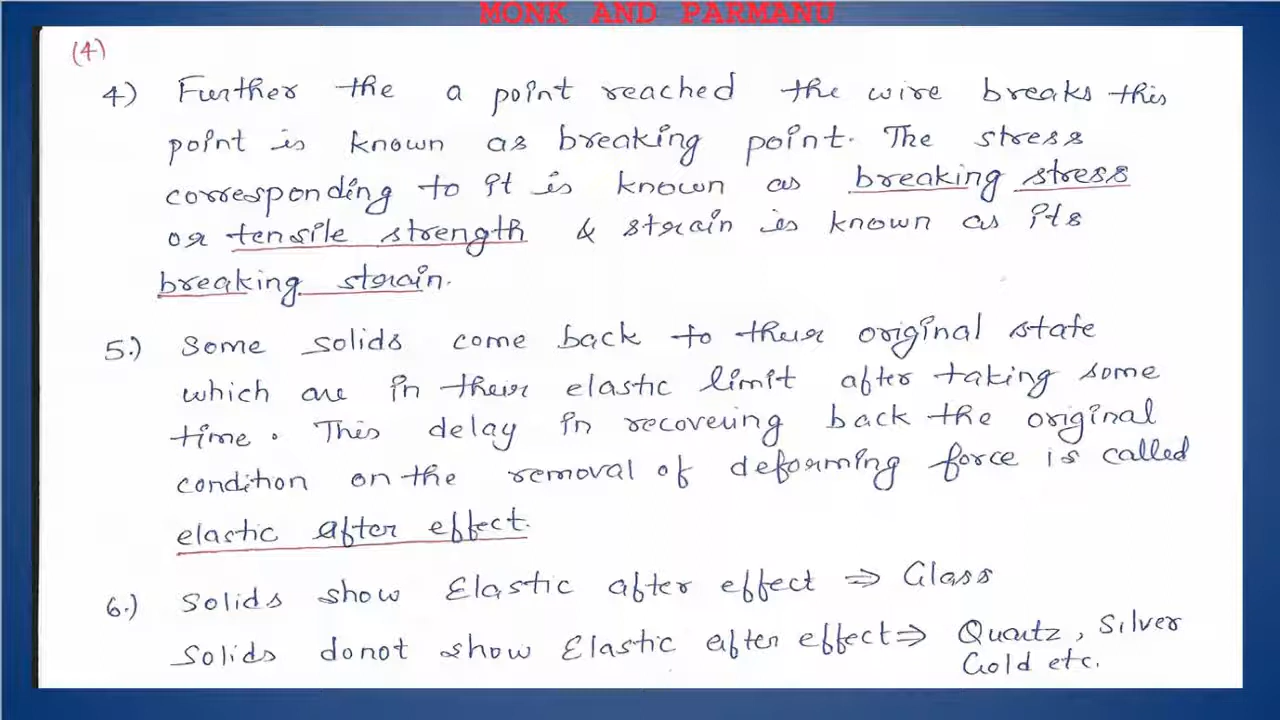 MONK AND PARMANU
(4)
4) Further the a point reached the wire breaks this
point is known as breaking point. The stress
corresponding to it is known as breaking stress
or tensile strength & strain is known as its
breaking strain.
5.) Some solids come back to their original state
which are in their elastic limit after taking some
time. This delay in recovering back the original
condition on the removal of deforming force is called
elastic after effect.
6.) Solids show Elastic after effect ⇒ Glass
Solids donot show Elastic after effect ⇒ Quartz, Silver
Gold etc.